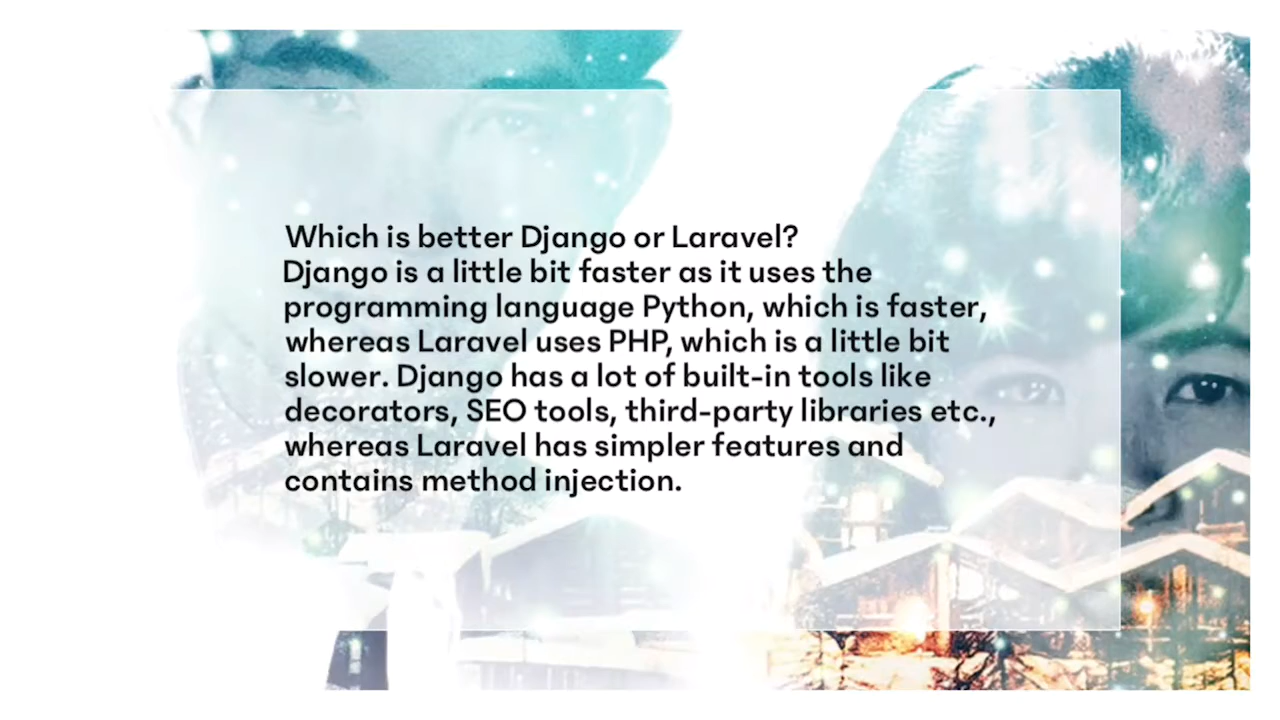 Which is better Django or Laravel?
Django is a little bit faster as it uses the
programming language Python, which is faster,
whereas Laravel uses PHP, which is a little bit
slower. Django has a lot of built-in tools like
decorators, SEO tools, third-party libraries etc.,
whereas Laravel has simpler features and
contains method injection.